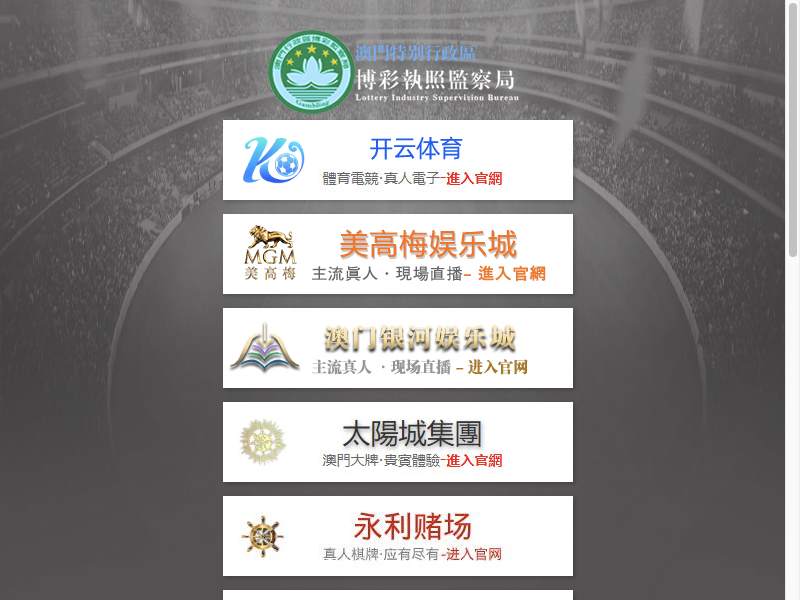 澳門特别行政區
博彩執照監察局
Lottery Industry Supervision Bureau
开云体育
體育電競·真人電子-進入官網
MGM
美高梅
美高梅娱乐城
主流眞人·現場直播- 進入官網
澳门银河娱乐城
主流真人 ·现场直播 - 进入官网
太陽城集團
澳門大牌·貴賓體驗-進入官網
永利赌场
真人棋牌·应有尽有-进入官网